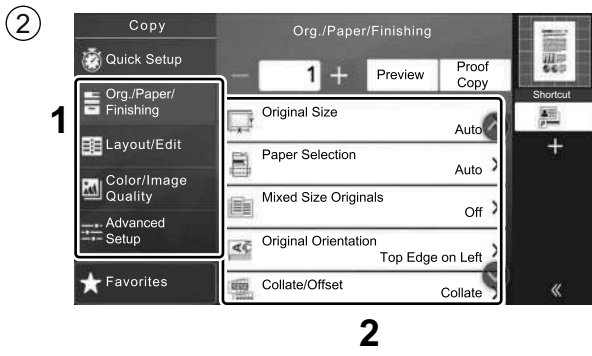 ②
Copy
Org./Paper/Finishing
Quick Setup
1
Preview
Proof
Copy
Shortcut
1
Org./Paper/
Finishing
Layout/Edit
Color/Image
Quality
Advanced
Setup
Favorites
Original Size
Auto
Paper Selection
Auto
Mixed Size Originals
Off
Original Orientation
Top Edge on Left
Collate/Offset
Collate
2